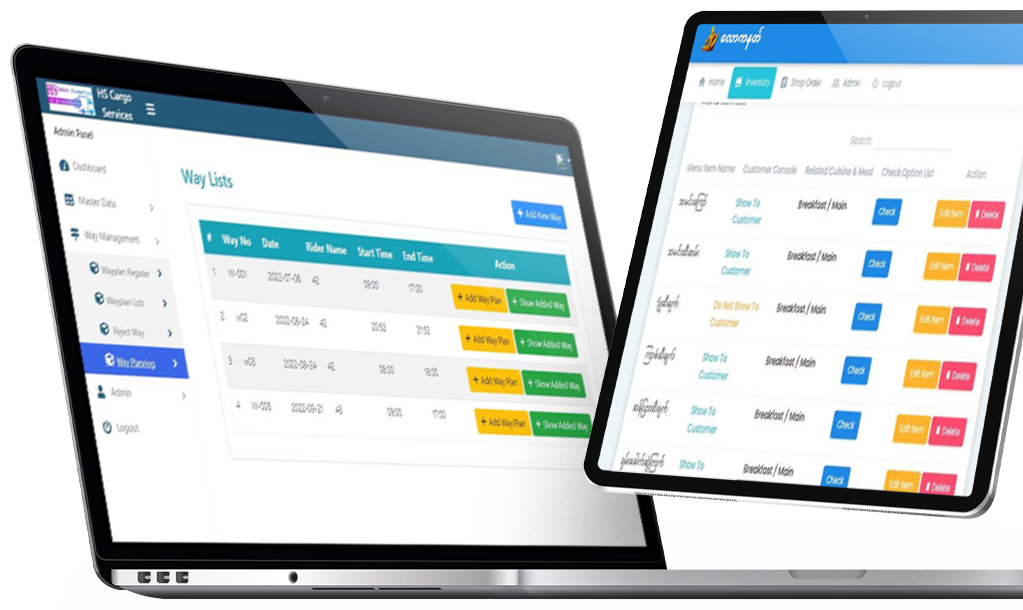 HS Cargo
Services
Admin Panel
Dashboard
Master Data
Way Management
Wayplan Register
Wayplan Lists
Reject Way
Way Planning
Admin
Logout
Way Lists
+ Add New Way
# Way No Date Rider Name Start Time End Time Action
1 W-001 2022-07-06 42 09:00 17:00 + Add Way Plan + Show Added Way
2 w02 2022-08-24 42 20:52 21:52 + Add Way Plan + Show Added Way
3 w03 2022-08-24 42 08:00 18:00 + Add Way Plan + Show Added Way
4 W-005 2022-09-21 43 09:00 17:00 + Add Way Plan + Show Added Way
လောကနတ်
Home Inventory Shop Order Admin Logout
Search:
Menu Item Name Customer Console Related Cuisine & Meal Check Option List Action
အမဲကြော် Show To Customer Breakfast / Main Check Edit Item Delete
Show To Customer Breakfast / Main Check Edit Item Delete
Do Not Show To Customer Breakfast / Main Check Edit Item Delete
Show To Customer Breakfast / Main Check Edit Item Delete
Show To Customer Breakfast / Main Check Edit Item Delete
Show To Breakfast / Main Check Edit Item Delete